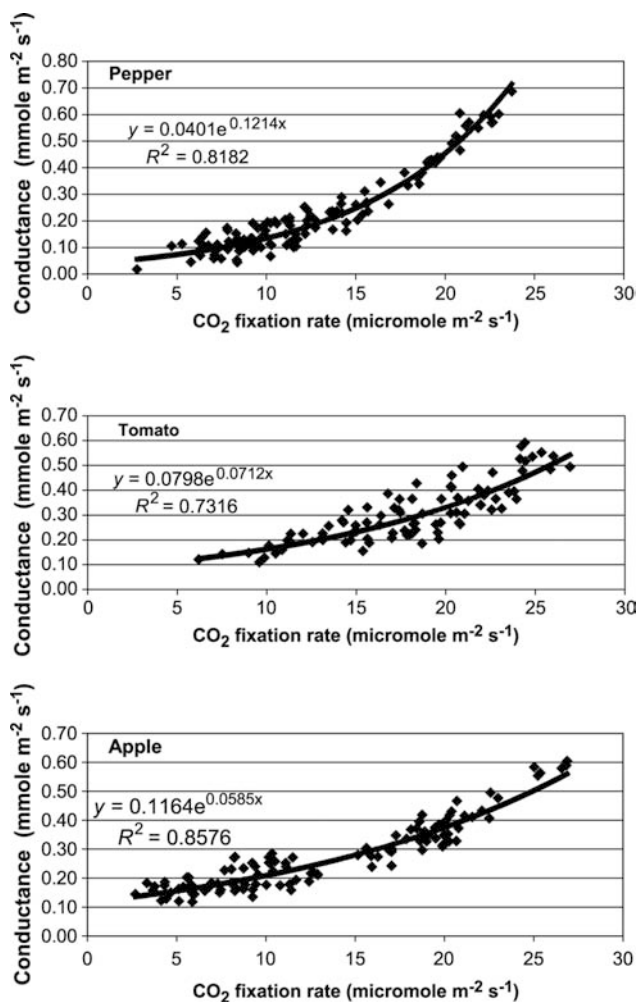 Conductance (mmole m⁻² s⁻¹)
0.80
0.70
0.60
0.50
0.40
0.30
0.20
0.10
0.00
Pepper
y = 0.0401e^0.1214x
R² = 0.8182
0 5 10 15 20 25 30
CO₂ fixation rate (micromole m⁻² s⁻¹)
Conductance (mmole m⁻² s⁻¹)
0.70
0.60
0.50
0.40
0.30
0.20
0.10
0.00
Tomato
y = 0.0798e^0.0712x
R² = 0.7316
0 5 10 15 20 25 30
CO₂ fixation rate (micromole m⁻² s⁻¹)
Conductance (mmole m⁻² s⁻¹)
0.70
0.60
0.50
0.40
0.30
0.20
0.10
0.00
Apple
y = 0.1164e^0.0585x
R² = 0.8576
0 5 10 15 20 25 30
CO₂ fixation rate (micromole m⁻² s⁻¹)